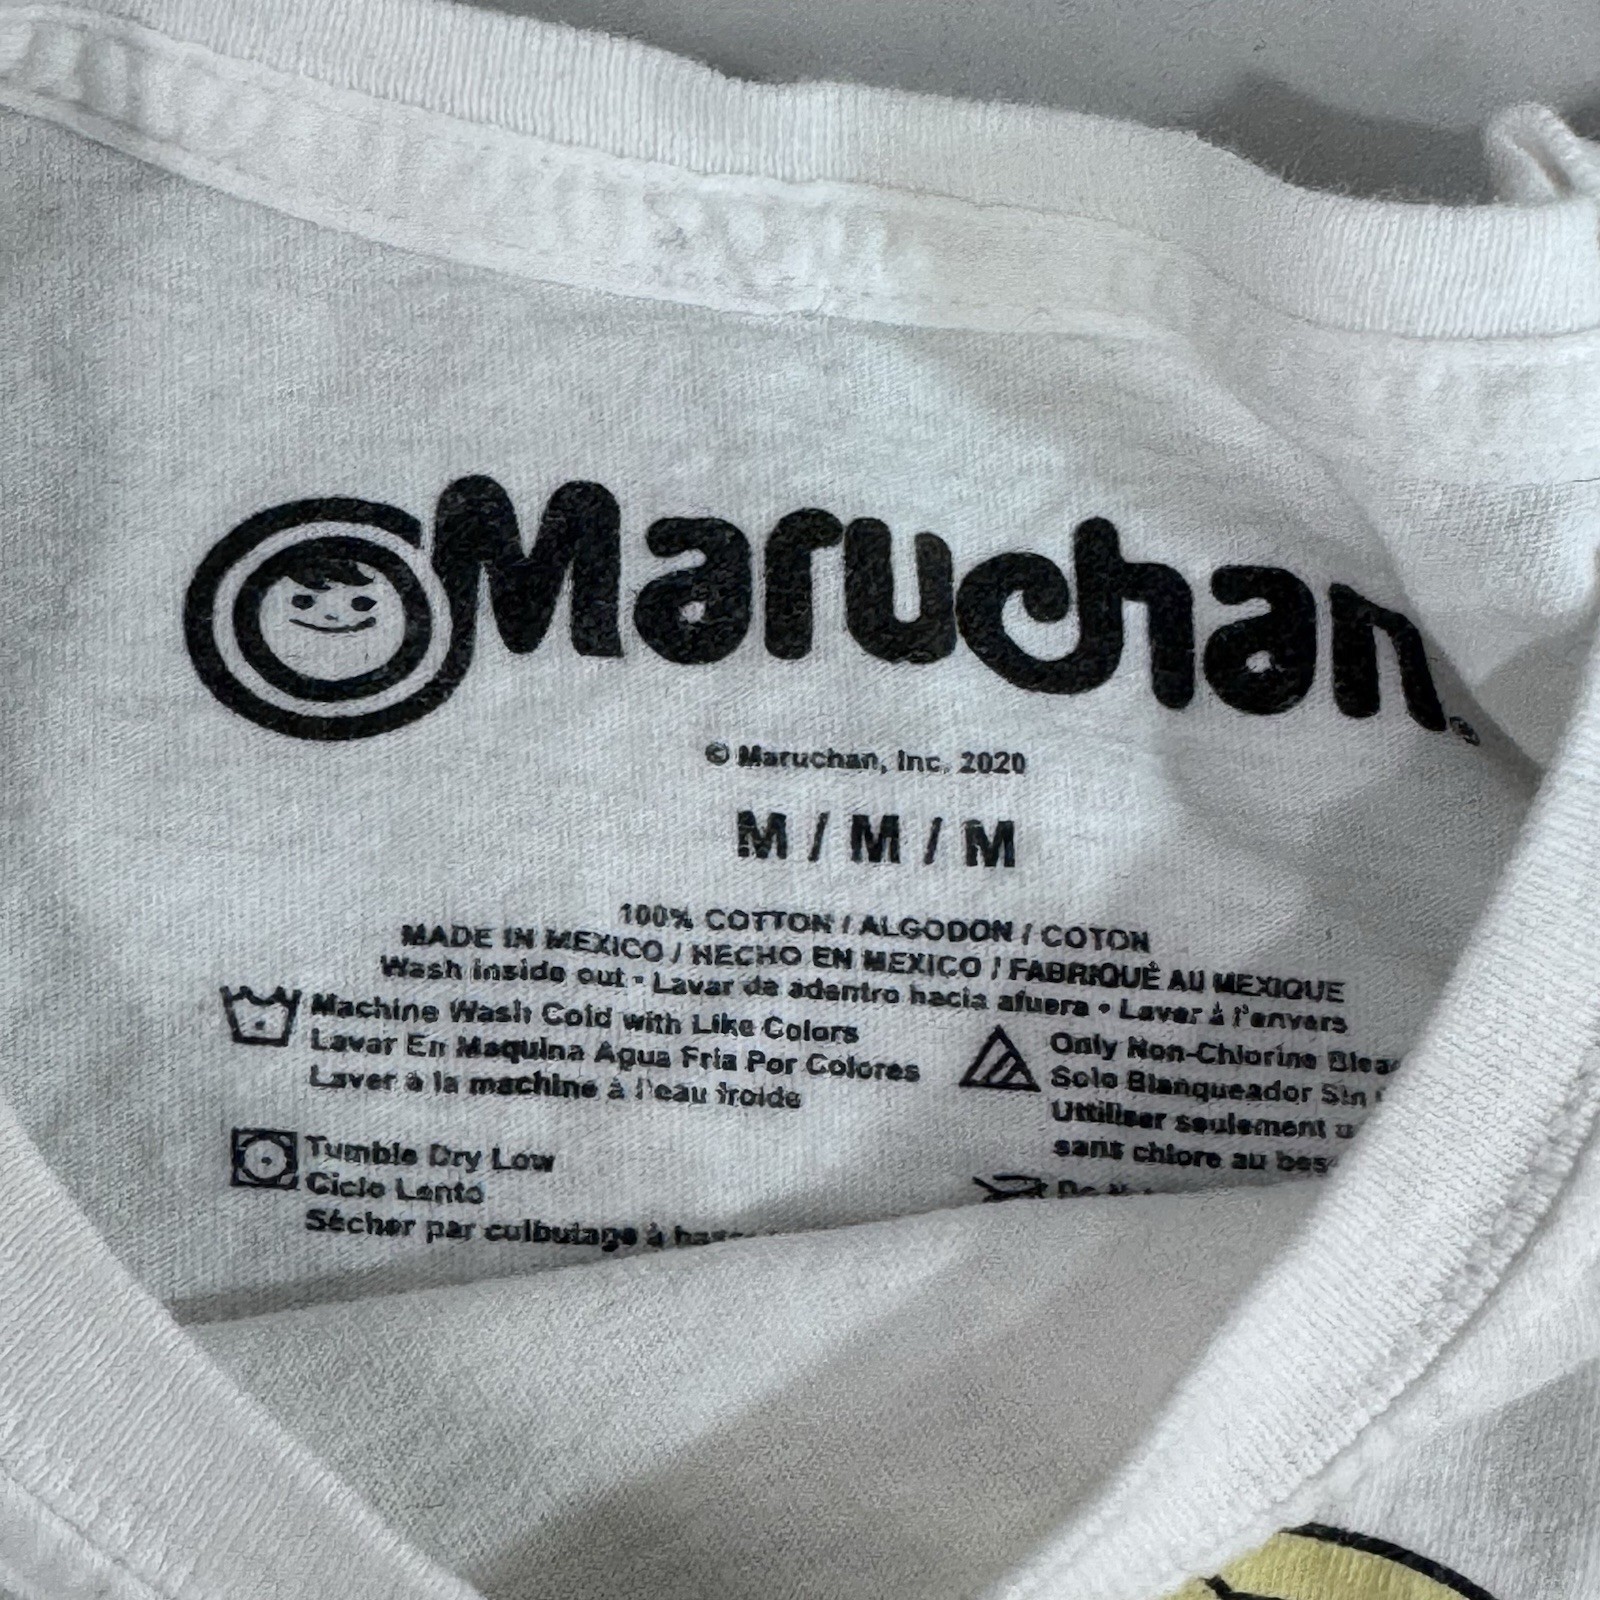 Maruchan®
© Maruchan, Inc. 2020
M / M / M
100% COTTON / ALGODON / COTON
MADE IN MEXICO / HECHO EN MEXICO / FABRIQUÉ AU MEXIQUE
Wash inside out • Lavar de adentro hacia afuera • Laver à l'envers
Machine Wash Cold with Like Colors
Lavar En Maquina Agua Fria Por Colores
Laver à la machine à l'eau froide
Only Non-Chlorine
Solo Blanqueador Sin
Utiliser seulement
sans chlore au
Tumble Dry Low
Ciclo Lento
Sécher par culbutage à